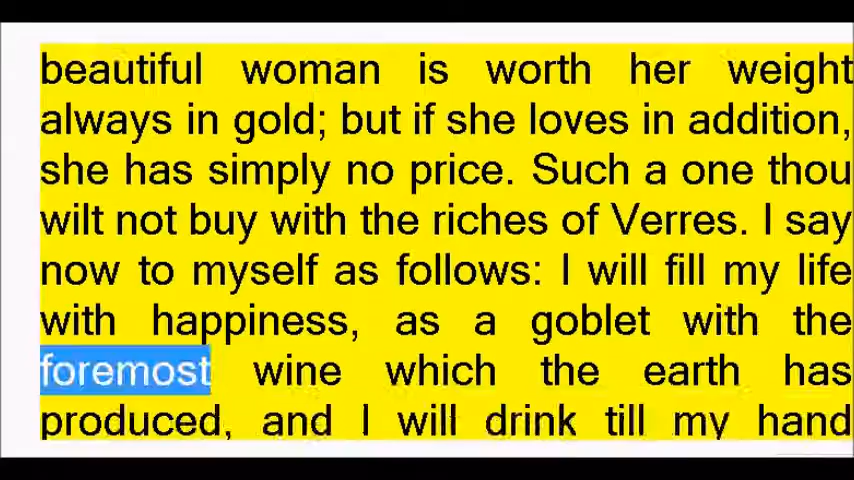 beautiful woman is worth her weight
always in gold; but if she loves in addition,
she has simply no price. Such a one thou
wilt not buy with the riches of Verres. I say
now to myself as follows: I will fill my life
with happiness, as a goblet with the
foremost wine which the earth has
produced, and I will drink till my hand